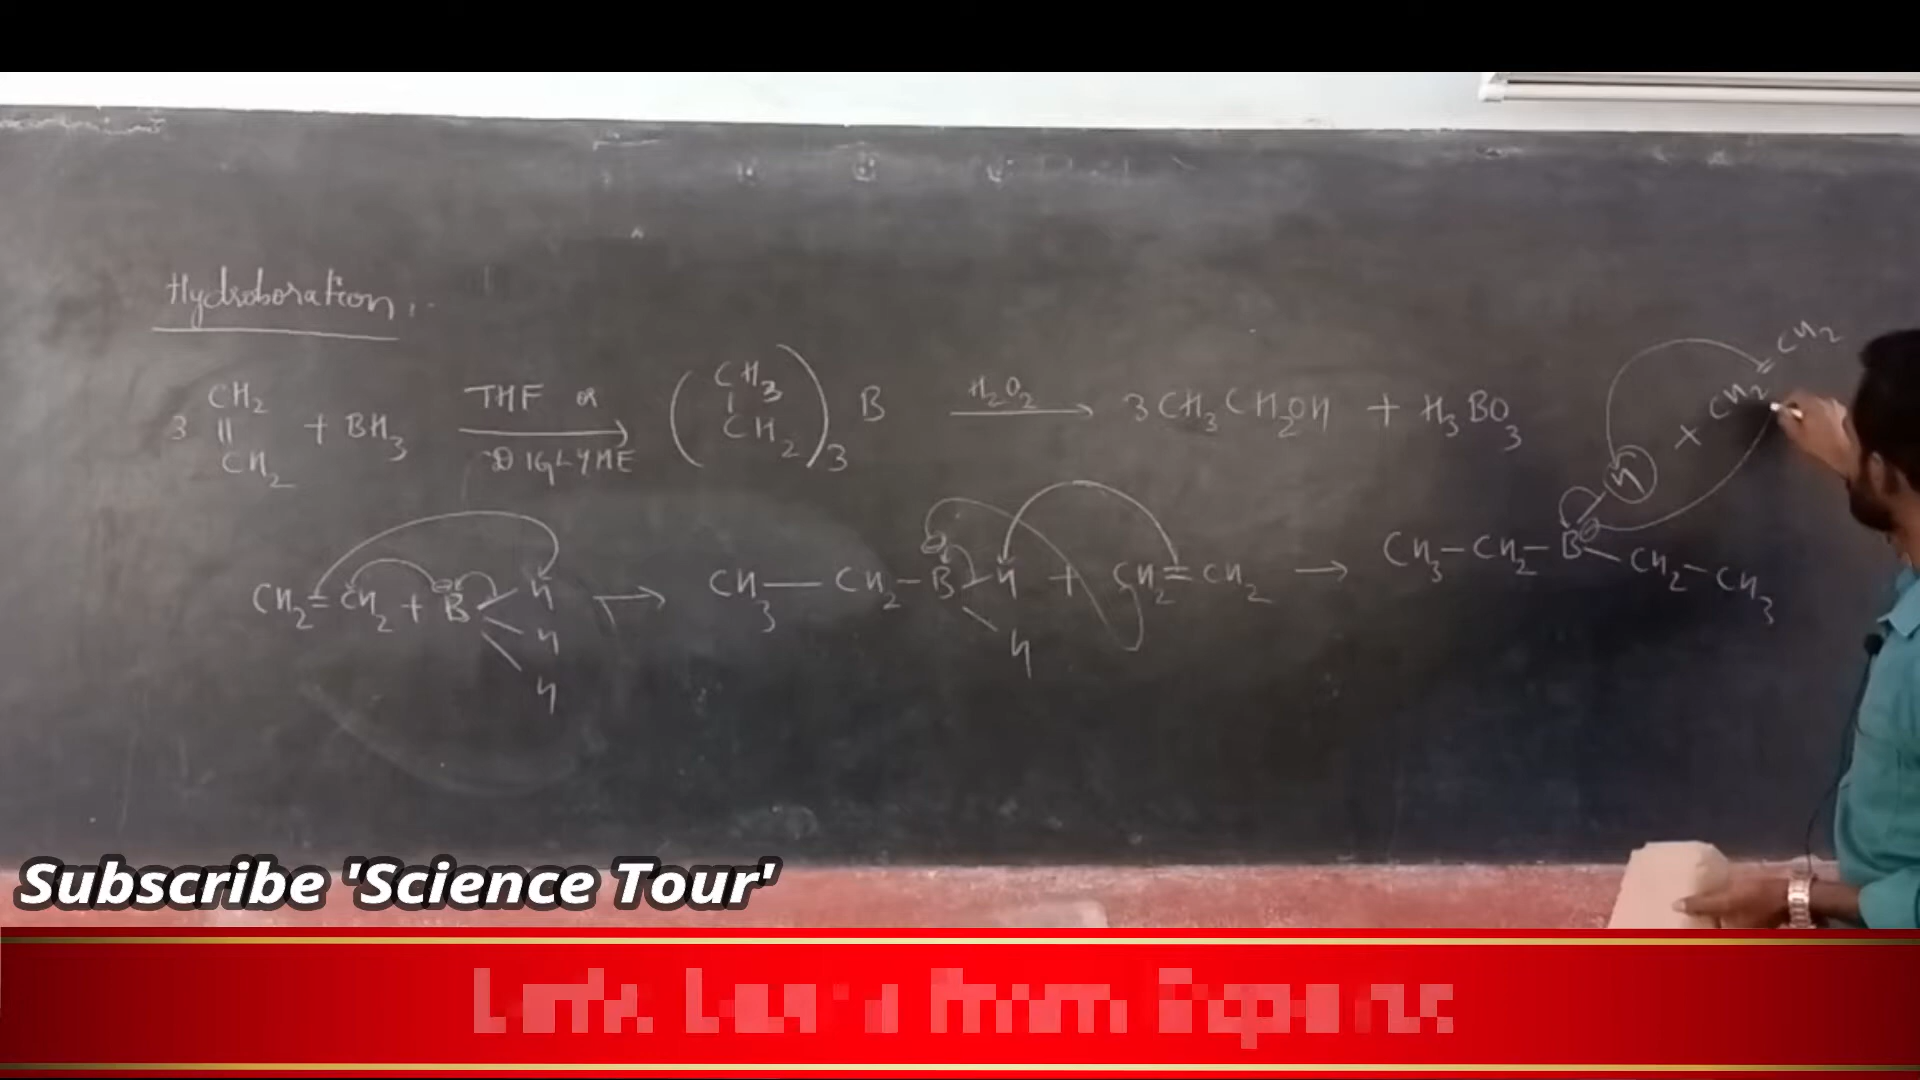 Hydroboration.
3 CH2 = CH2 + BH3 THF or DIGLYME → (CH3 - CH2)3 B H2O2 → 3CH3CH2OH + H3BO3
CH2=CH2 + B H H H → CH3—CH2-B-H H + CH2=CH2 → CH3-CH2-B-CH2-CH3 H + CH2=CH2
Subscribe 'Science Tour'